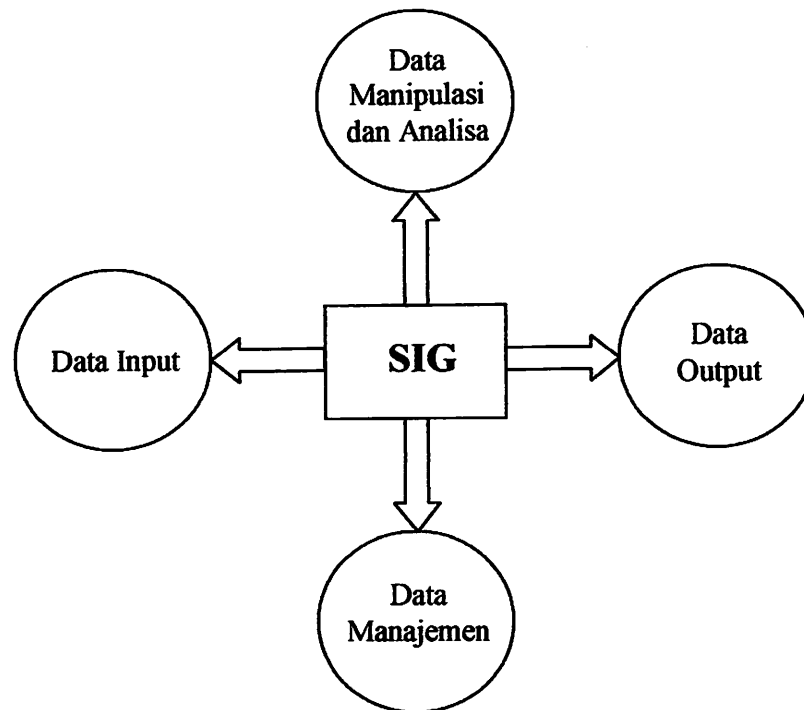 Data
Manipulasi
dan Analisa
Data Input
SIG
Data
Output
Data
Manajemen